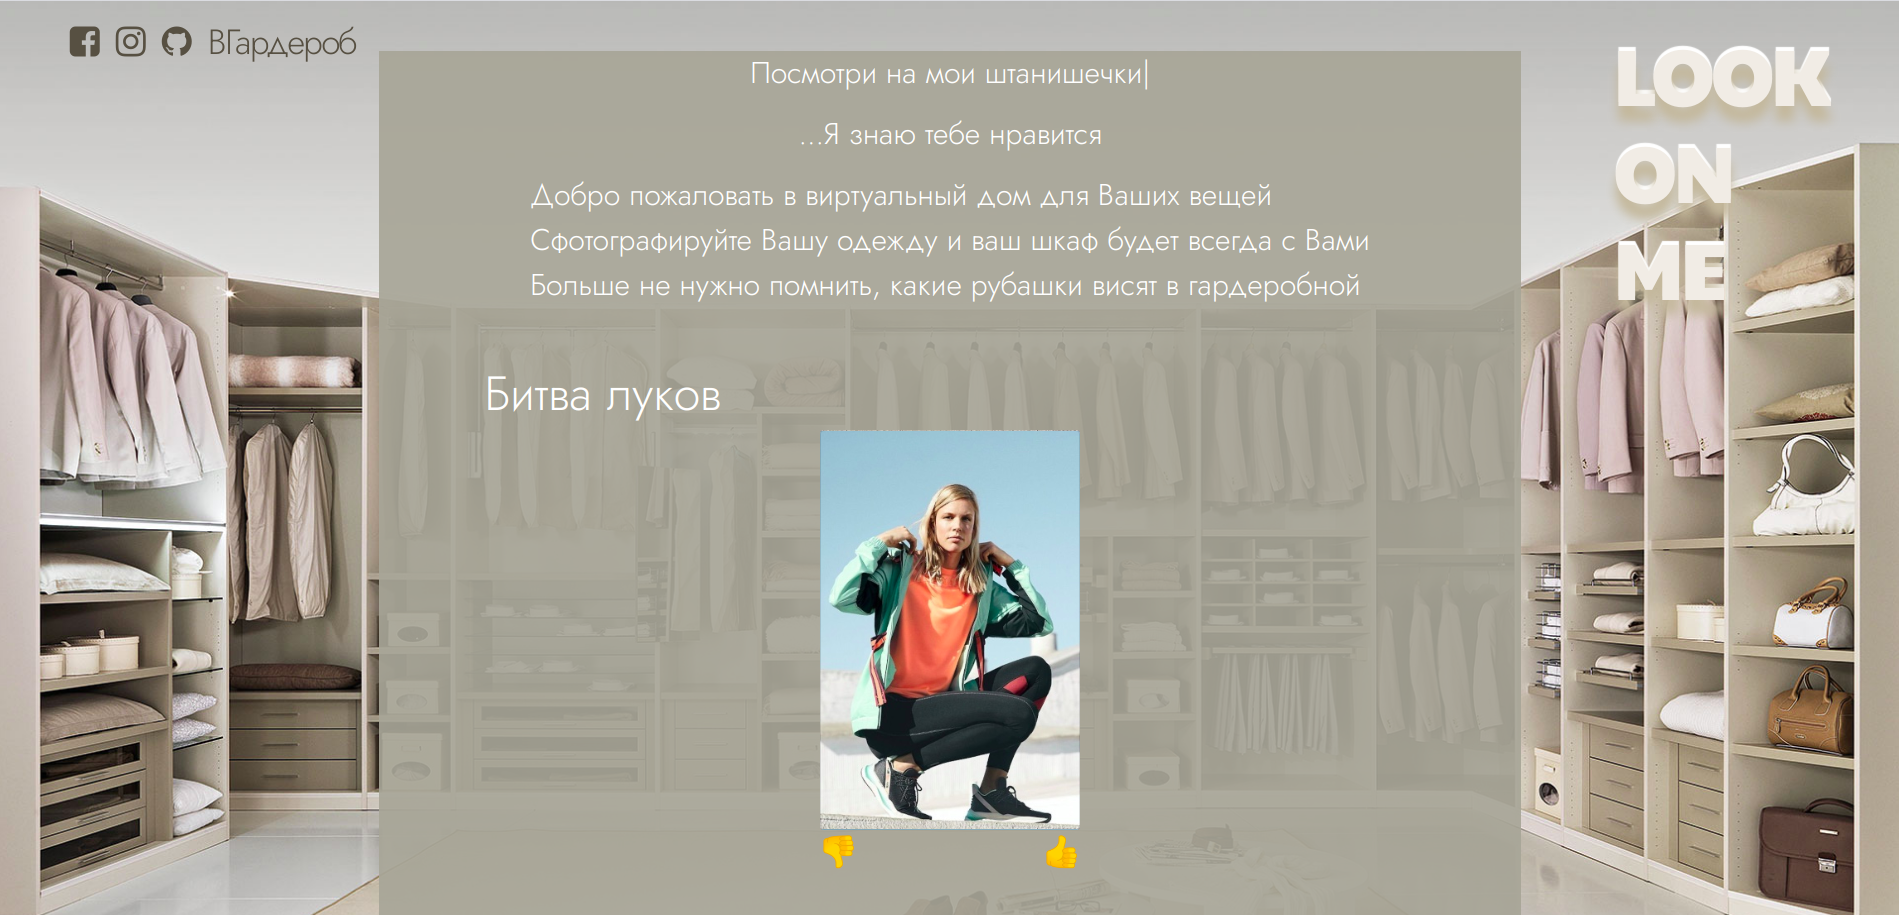 ВГардероб
Посмотри на мои штанишечки|
...Я знаю тебе нравится
Добро пожаловать в виртуальный дом для Ваших вещей
Сфотографируйте Вашу одежду и ваш шкаф будет всегда с Вами
Больше не нужно помнить, какие рубашки висят в гардеробной
LOOK
ON
ME
Битва луков